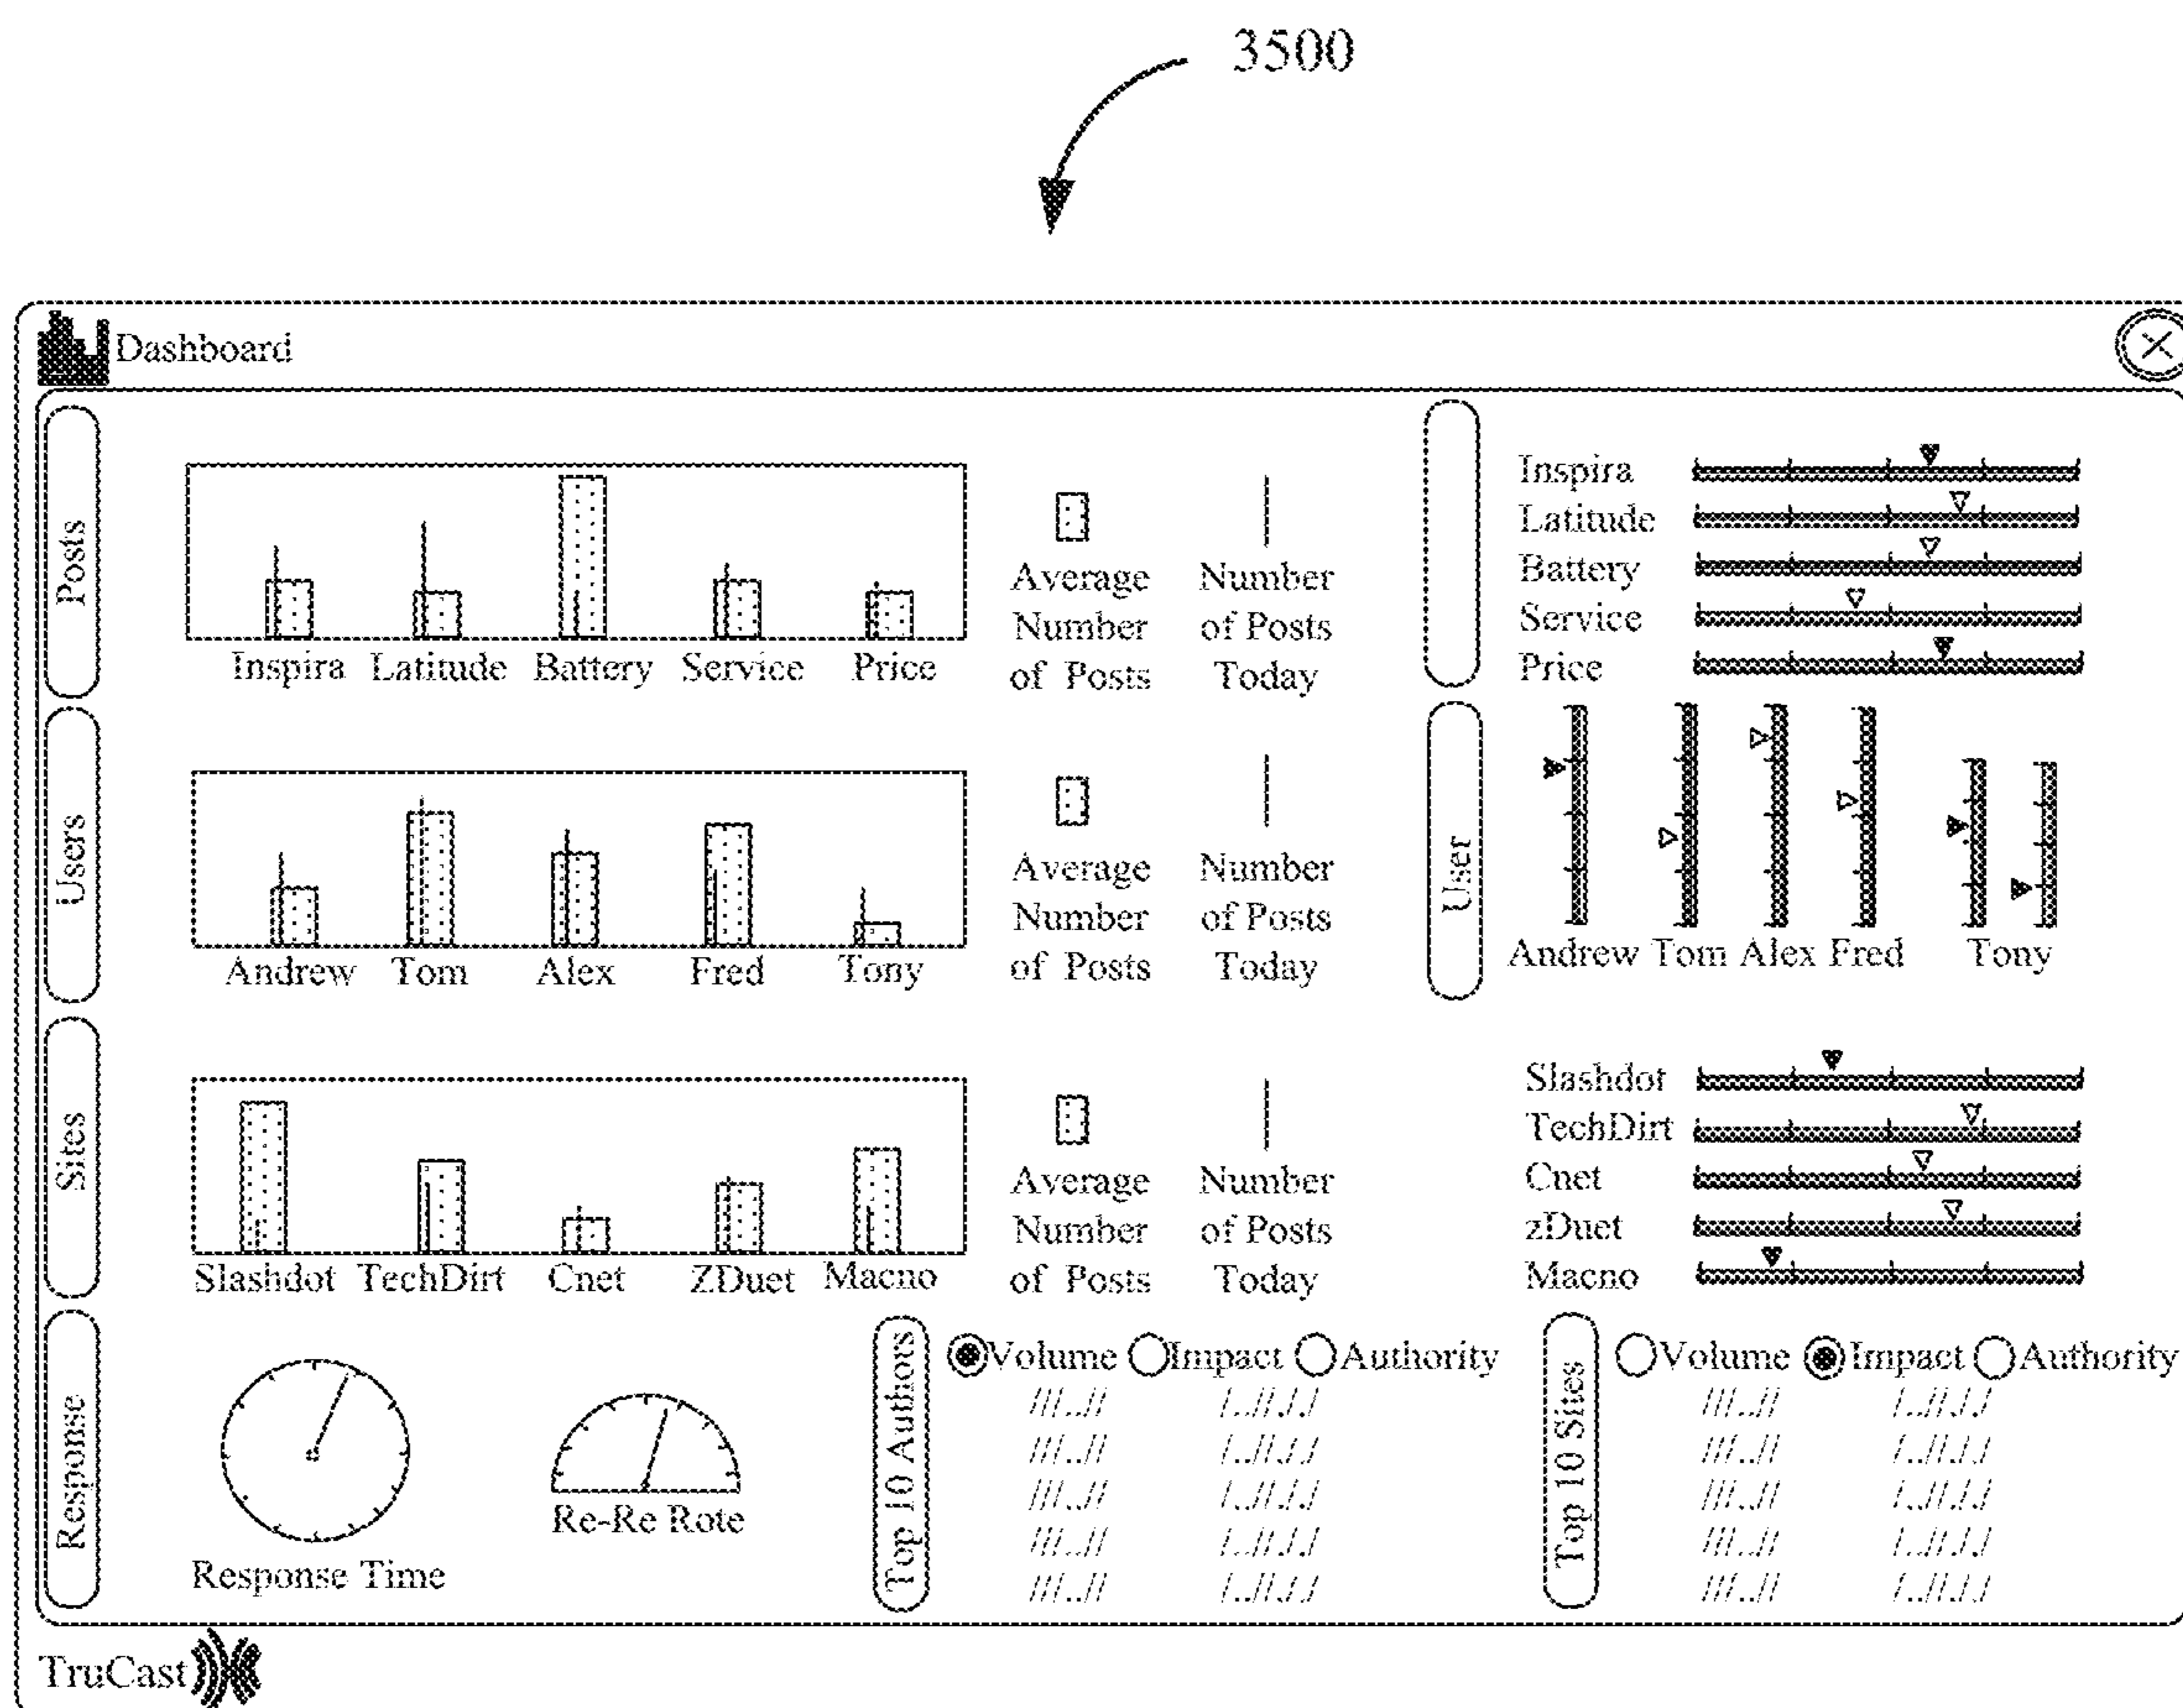 3500
Dashboard
Posts
Inspira Latitude Battery Service Price
Average
Number
of Posts
Number
of Posts
Today
Inspira
Latitude
Battery
Service
Price
Users
Andrew Tom Alex Fred Tony
Average
Number
of Posts
Number
of Posts
Today
User
Andrew Tom Alex Fred Tony
Sites
Slashdot TechDirt Cnet ZDuet Macno
Average
Number
of Posts
Number
of Posts
Today
Slashdot
TechDirt
Cnet
zDuet
Macno
Response
Response Time
Re-Re Rote
Top 10 Authors
Volume Impact Authority
Top 10 Sites
Volume Impact Authority
TruCast